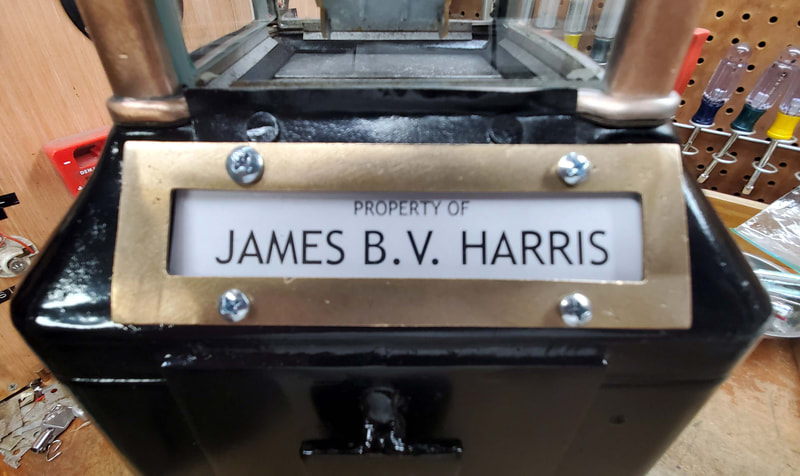 PROPERTY OF
JAMES B.V. HARRIS